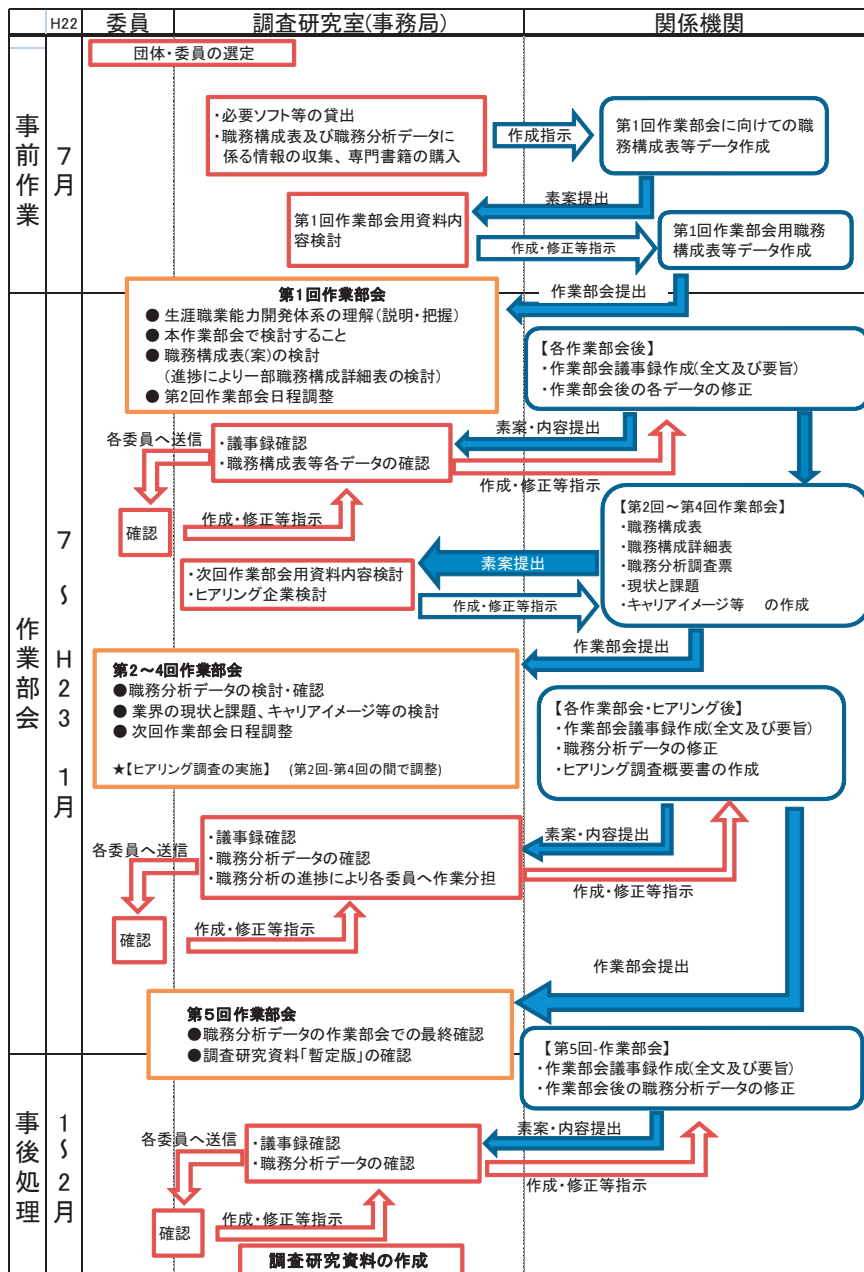 H22
委員
調査研究室(事務局)
関係機関
団体・委員の選定
事前作業
7月
・必要ソフト等の貸出
・職務構成表及び職務分析データに
係る情報の収集、専門書籍の購入
作成指示
第1回作業部会に向けての職
務構成表等データ作成
素案提出
第1回作業部会用資料内
容検討
作成・修正等指示
第1回作業部会用職務
構成表等データ作成
作業部会提出
作業部会
7～H23 1月
第1回作業部会
● 生涯職業能力開発体系の理解(説明・把握)
● 本作業部会で検討すること
● 職務構成表(案)の検討
(進捗により一部職務構成詳細表の検討)
● 第2回作業部会日程調整
【各作業部会後】
・作業部会議事録作成(全文及び要旨)
・作業部会後の各データの修正
素案・内容提出
各委員へ送信
・議事録確認
・職務構成表等各データの確認
作成・修正等指示
確認
作成・修正等指示
【第2回～第4回作業部会】
・職務構成表
・職務構成詳細表
・職務分析調査票
・現状と課題
・キャリアイメージ等 の作成
素案提出
・次回作業部会用資料内容検討
・ヒアリング企業検討
作成・修正等指示
作業部会提出
第2～4回作業部会
●職務分析データの検討・確認
● 業界の現状と課題、キャリアイメージ等の検討
● 次回作業部会日程調整
★【ヒアリング調査の実施】 (第2回-第4回の間で調整)
【各作業部会・ヒアリング後】
・作業部会議事録作成(全文及び要旨)
・職務分析データの修正
・ヒアリング調査概要書の作成
素案・内容提出
各委員へ送信
・議事録確認
・職務分析データの確認
・職務分析の進捗により各委員へ作業分担
作成・修正等指示
確認
作成・修正等指示
作業部会提出
第5回作業部会
●職務分析データの作業部会での最終確認
●調査研究資料「暫定版」の確認
【第5回-作業部会】
・作業部会議事録作成(全文及び要旨)
・作業部会後の職務分析データの修正
事後処理
1～2月
素案・内容提出
各委員へ送信
・議事録確認
・職務分析データの確認
作成・修正等指示
確認
作成・修正等指示
調査研究資料の作成